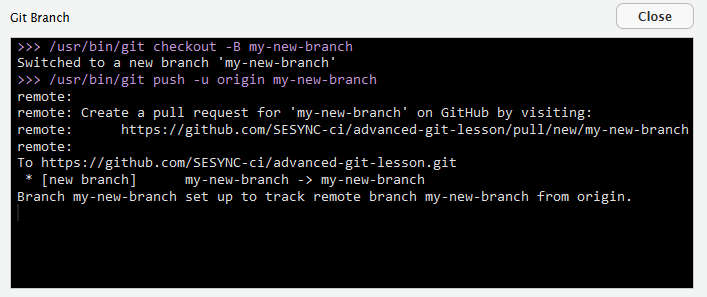 Git Branch
Close
>>> /usr/bin/git checkout -B my-new-branch
Switched to a new branch 'my-new-branch'
>>> /usr/bin/git push -u origin my-new-branch
remote:
remote: Create a pull request for 'my-new-branch' on GitHub by visiting:
remote:      https://github.com/SESYNC-ci/advanced-git-lesson/pull/new/my-new-branch
remote:
To https://github.com/SESYNC-ci/advanced-git-lesson.git
 * [new branch]      my-new-branch -> my-new-branch
Branch my-new-branch set up to track remote branch my-new-branch from origin.